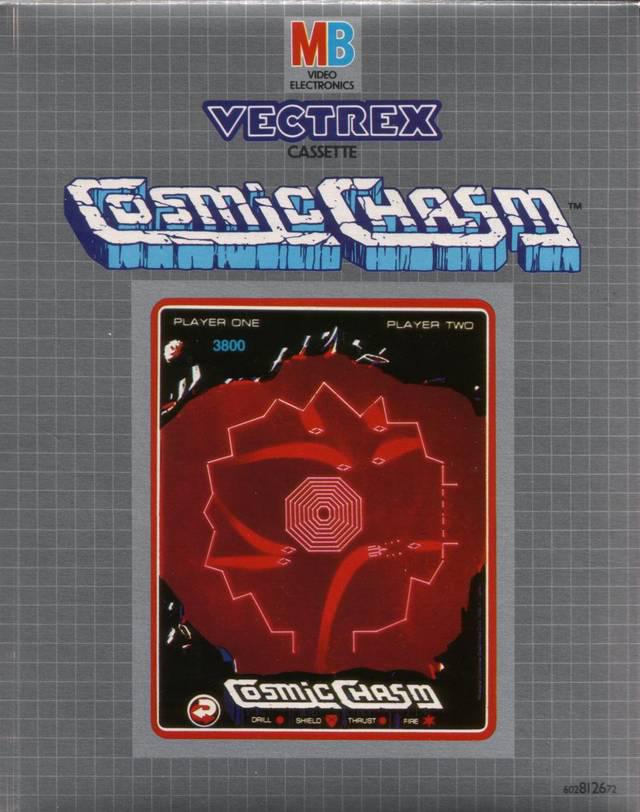 MB
VIDEO
ELECTRONICS
VECTREX
CASSETTE
COSMIC CHASM™
PLAYER ONE PLAYER TWO
3800
COSMIC CHASM
DRILL SHIELD THRUST FIRE
602812672